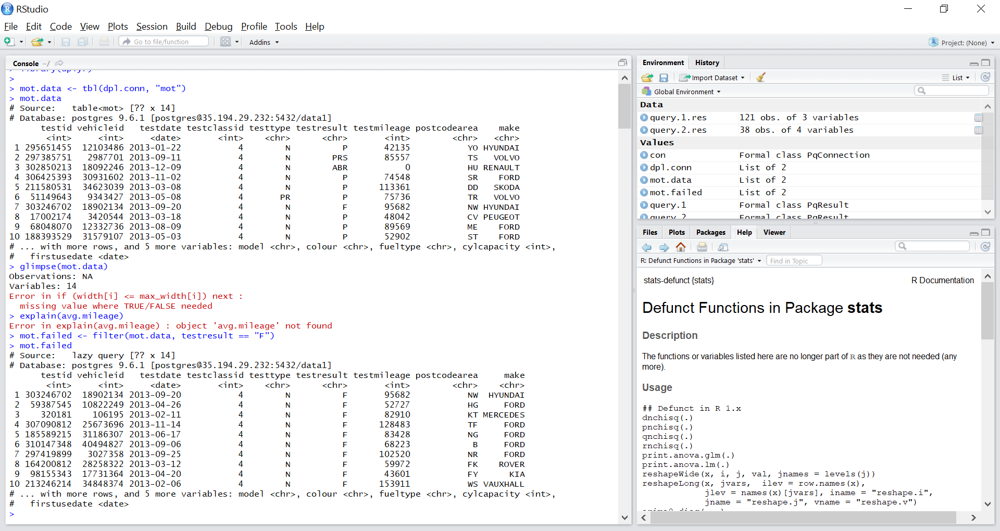 RStudio
File Edit Code View Plots Session Build Debug Profile Tools Help
Go to file/function Addins Project: (None)
Console ~/
> library(dplyr)
>
> mot.data <- tbl(dpl.conn, "mot")
> mot.data
# Source:   table<mot> [?? x 14]
# Database: postgres 9.6.1 [postgres@35.194.29.232:5432/data1]
testid vehicleid testdate testclassid testtype testresult testmileage postcodearea make
<int> <int> <date> <int> <chr> <chr> <int> <chr> <chr>
1 295651455 12103486 2013-01-22 4 N P 42135 YO HYUNDAI
2 297385751 2987701 2013-09-11 4 N PRS 85557 TS VOLVO
3 302850213 18092246 2013-12-09 4 N ABR 0 HU RENAULT
4 306425393 30931602 2013-11-02 4 N P 74548 SR FORD
5 211580531 34623039 2013-03-08 4 N P 113361 DD SKODA
6 51149643 9343427 2013-05-08 4 PR P 75736 TR VOLVO
7 303246702 18902134 2013-09-20 4 N F 95682 NW HYUNDAI
8 17002174 3420544 2013-03-18 4 N P 48042 CV PEUGEOT
9 68048070 12332736 2013-08-09 4 N P 89569 ME FORD
10 188393529 31579107 2013-05-03 4 N P 52902 ST FORD
# ... with more rows, and 5 more variables: model <chr>, colour <chr>, fueltype <chr>, cylcapacity <int>,
#   firstusedate <date>
> glimpse(mot.data)
Observations: NA
Variables: 14
Error in if (width[i] <= max_width[i]) next :
missing value where TRUE/FALSE needed
> explain(avg.mileage)
Error in explain(avg.mileage) : object 'avg.mileage' not found
> mot.failed <- filter(mot.data, testresult == "F")
> mot.failed
# Source:   lazy query [?? x 14]
# Database: postgres 9.6.1 [postgres@35.194.29.232:5432/data1]
testid vehicleid testdate testclassid testtype testresult testmileage postcodearea make
<int> <int> <date> <int> <chr> <chr> <int> <chr> <chr>
1 303246702 18902134 2013-09-20 4 N F 95682 NW HYUNDAI
2 59387545 10822249 2013-04-26 4 N F 52727 HG FORD
3 320181 106195 2013-02-11 4 N F 82910 KT MERCEDES
4 307090812 25673696 2013-11-14 4 N F 128483 TF FORD
5 185589215 31186307 2013-06-17 4 N F 83428 NG FORD
6 310147348 40494827 2013-09-06 4 N F 68223 B FORD
7 297419899 3027358 2013-09-25 4 N F 102520 NR FORD
8 164200812 28258322 2013-03-12 4 N F 59972 FK ROVER
9 98155343 17731364 2013-04-20 4 N F 43601 FY KIA
10 213246214 34848374 2013-02-06 4 N F 153911 WS VAUXHALL
# ... with more rows, and 5 more variables: model <chr>, colour <chr>, fueltype <chr>, cylcapacity <int>,
#   firstusedate <date>
>
Environment History
Import Dataset List
Global Environment
Data
query.1.res 121 obs. of 3 variables
query.2.res 38 obs. of 4 variables
Values
con Formal class PqConnection
dpl.conn List of 2
mot.data List of 2
mot.failed List of 2
query.1 Formal class PqResult
query.2 Formal class PqResult
Files Plots Packages Help Viewer
R: Defunct Functions in Package 'stats' Find in Topic
stats-defunct {stats} R Documentation
Defunct Functions in Package stats
Description
The functions or variables listed here are no longer part of R as they are not needed (any
more).
Usage
## Defunct in R 1.x
dnchisq(.)
pnchisq(.)
qnchisq(.)
rnchisq(.)
print.anova.glm(.)
print.anova.lm(.)
reshapeWide(x, i, j, val, jnames = levels(j))
reshapeLong(x, jvars,  ilev = row.names(x),
jlev = names(x)[jvars], iname = "reshape.i",
jname = "reshape.j", vname = "reshape.v")